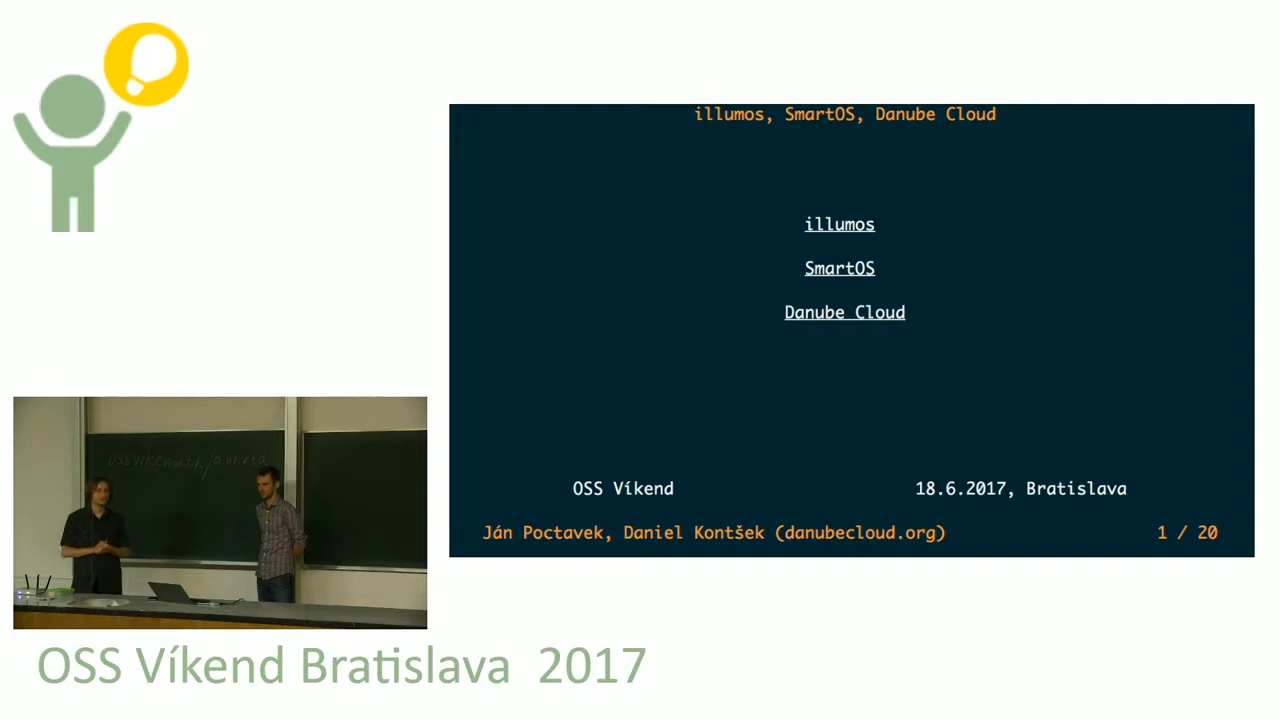 illumos, SmartOS, Danube Cloud
illumos
SmartOS
Danube Cloud
OSS Víkend 18.6.2017, Bratislava
Ján Poctavek, Daniel Kontšek (danubecloud.org) 1 / 20
OSS Víkend Bratislava 2017